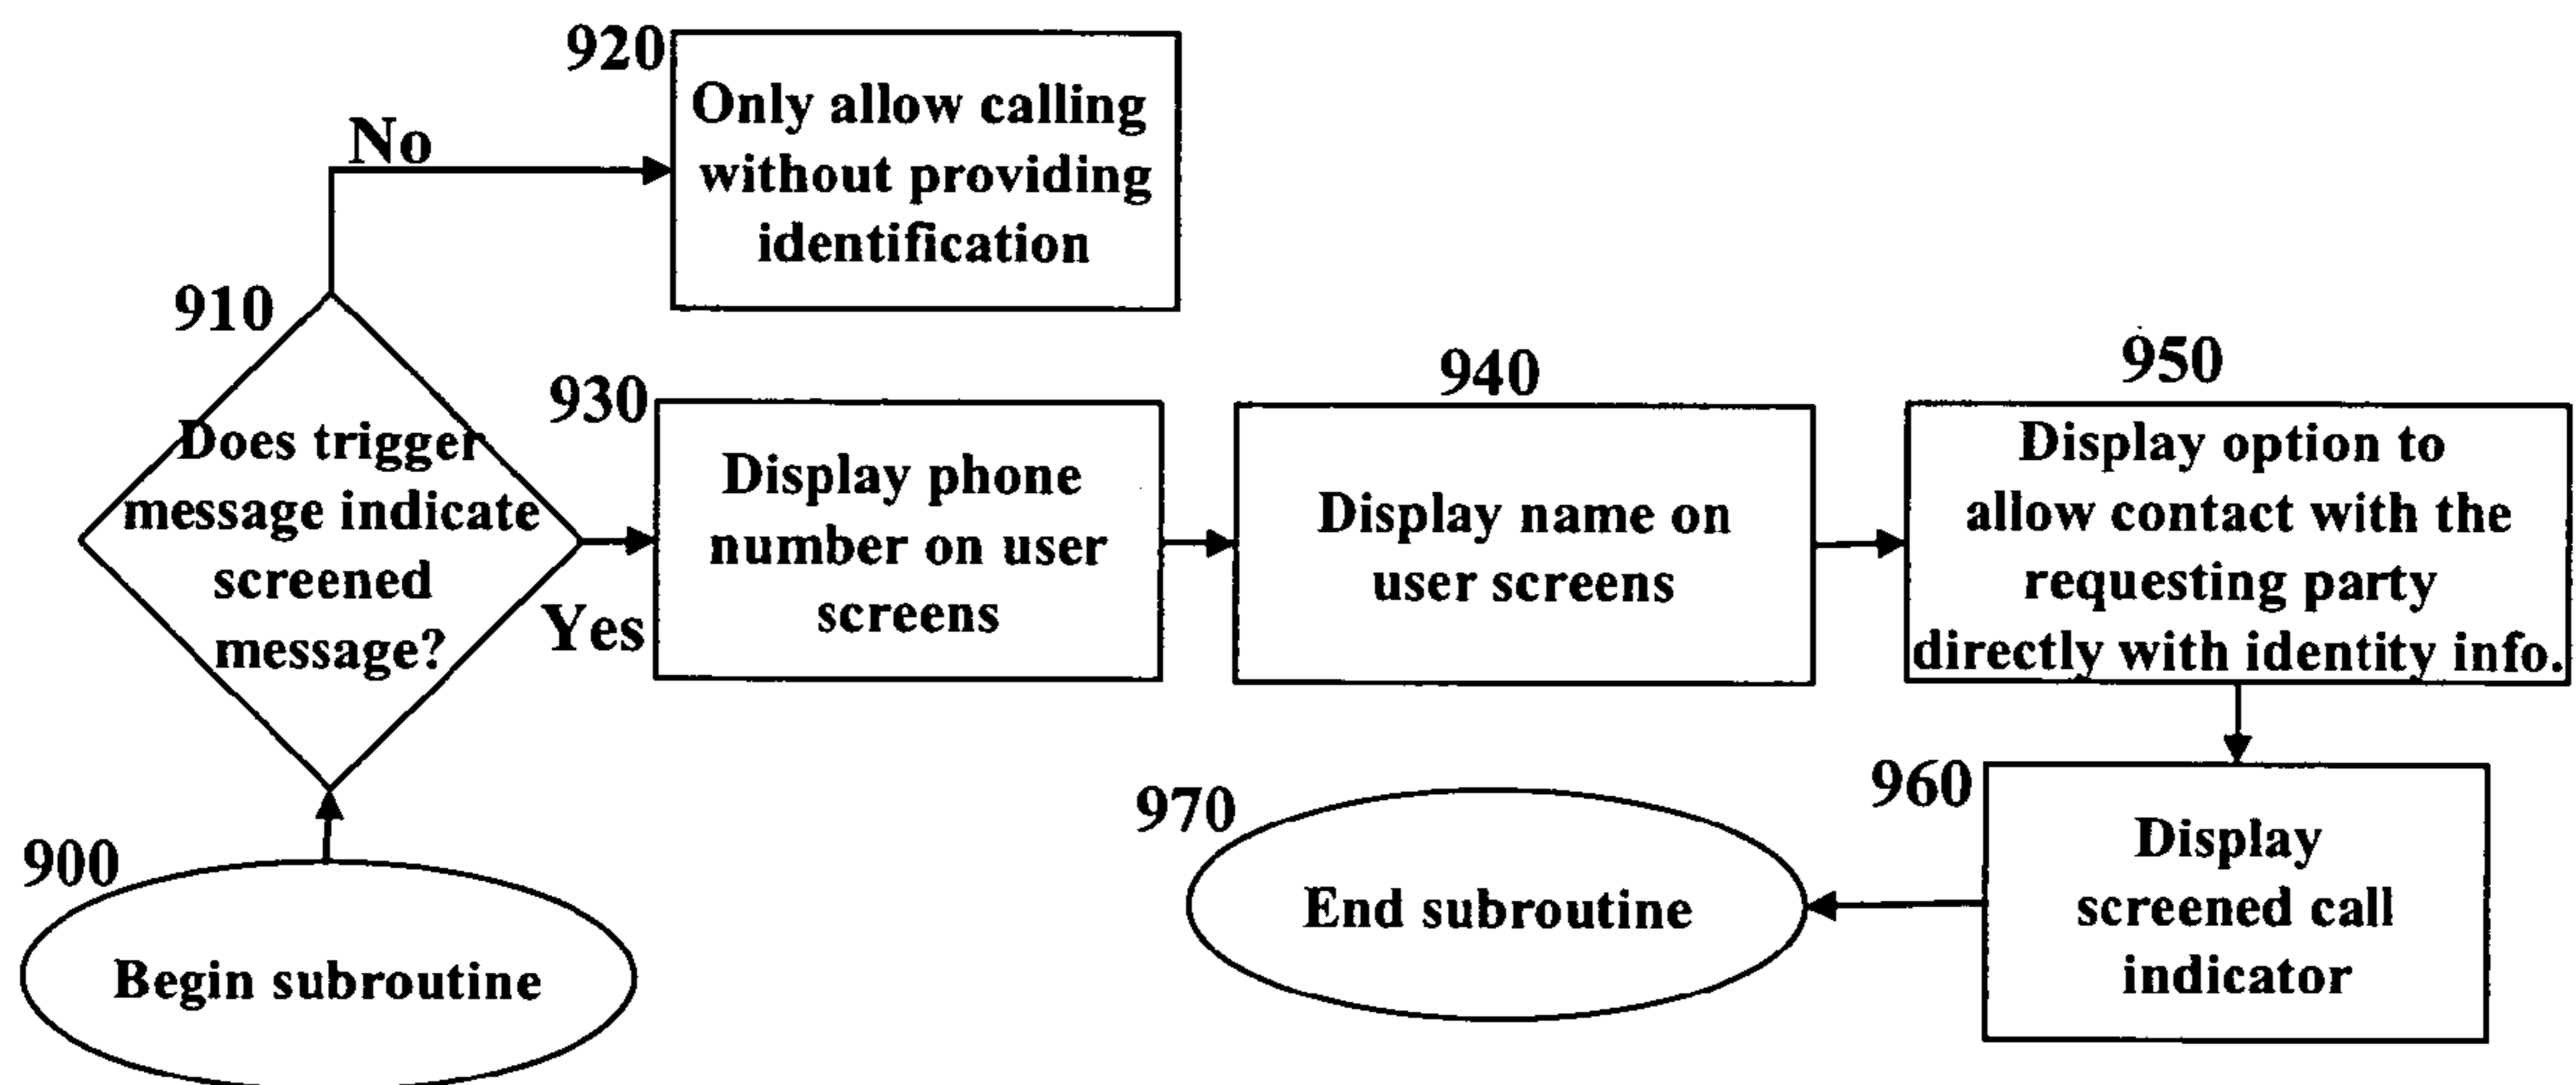 920
Only allow calling
without providing
identification
No
910
Does trigger
message indicate
screened
message?
Yes
930
Display phone
number on user
screens
940
Display name on
user screens
950
Display option to
allow contact with the
requesting party
directly with identity info.
960
Display
screened call
indicator
970
End subroutine
900
Begin subroutine